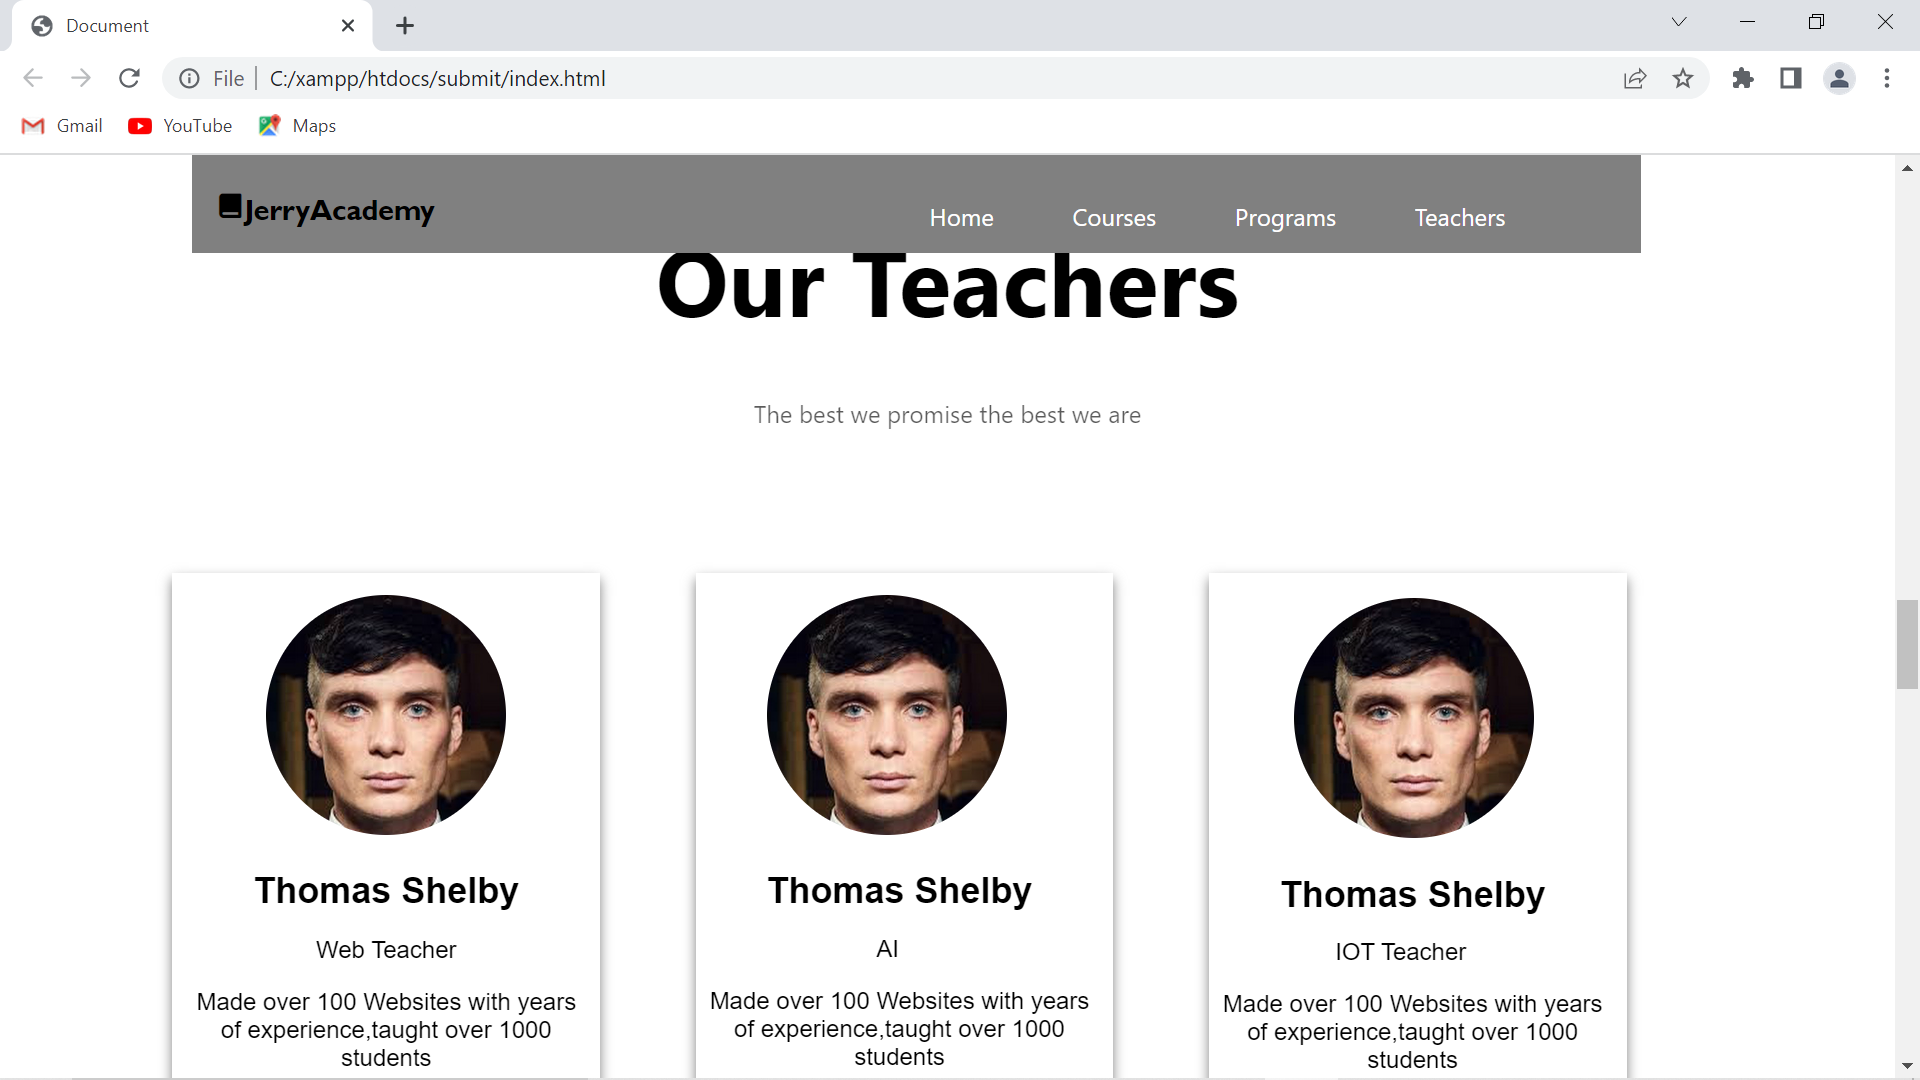 Document
File
C:/xampp/htdocs/submit/index.html
Gmail
YouTube
Maps
JerryAcademy
Home
Courses
Programs
Teachers
Our Teachers
The best we promise the best we are
Thomas Shelby
Web Teacher
Made over 100 Websites with years
of experience,taught over 1000
students
Thomas Shelby
AI
Made over 100 Websites with years
of experience,taught over 1000
students
Thomas Shelby
IOT Teacher
Made over 100 Websites with years
of experience,taught over 1000
students